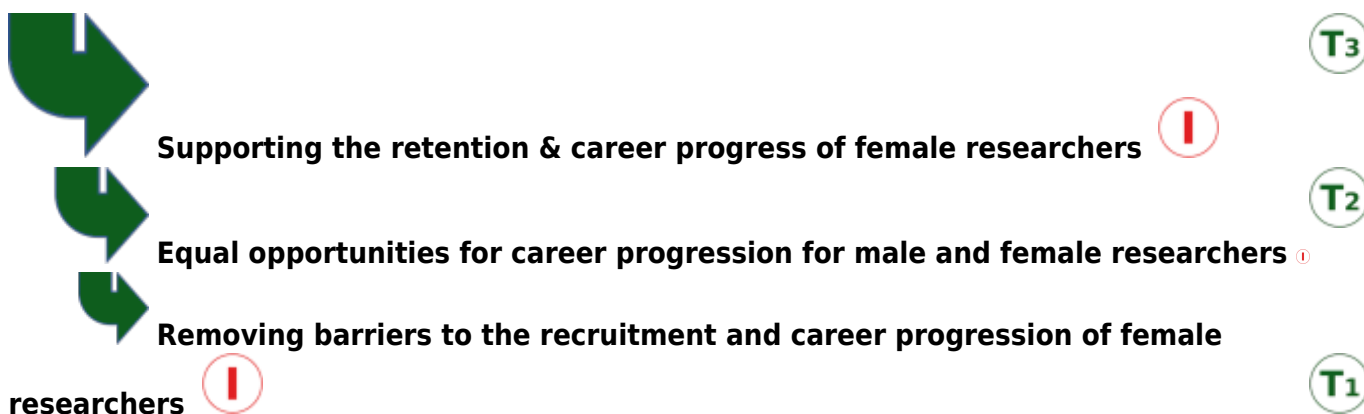 T3
Supporting the retention & career progress of female researchers I
T2
Equal opportunities for career progression for male and female researchers I
Removing barriers to the recruitment and career progression of female
researchers I T1